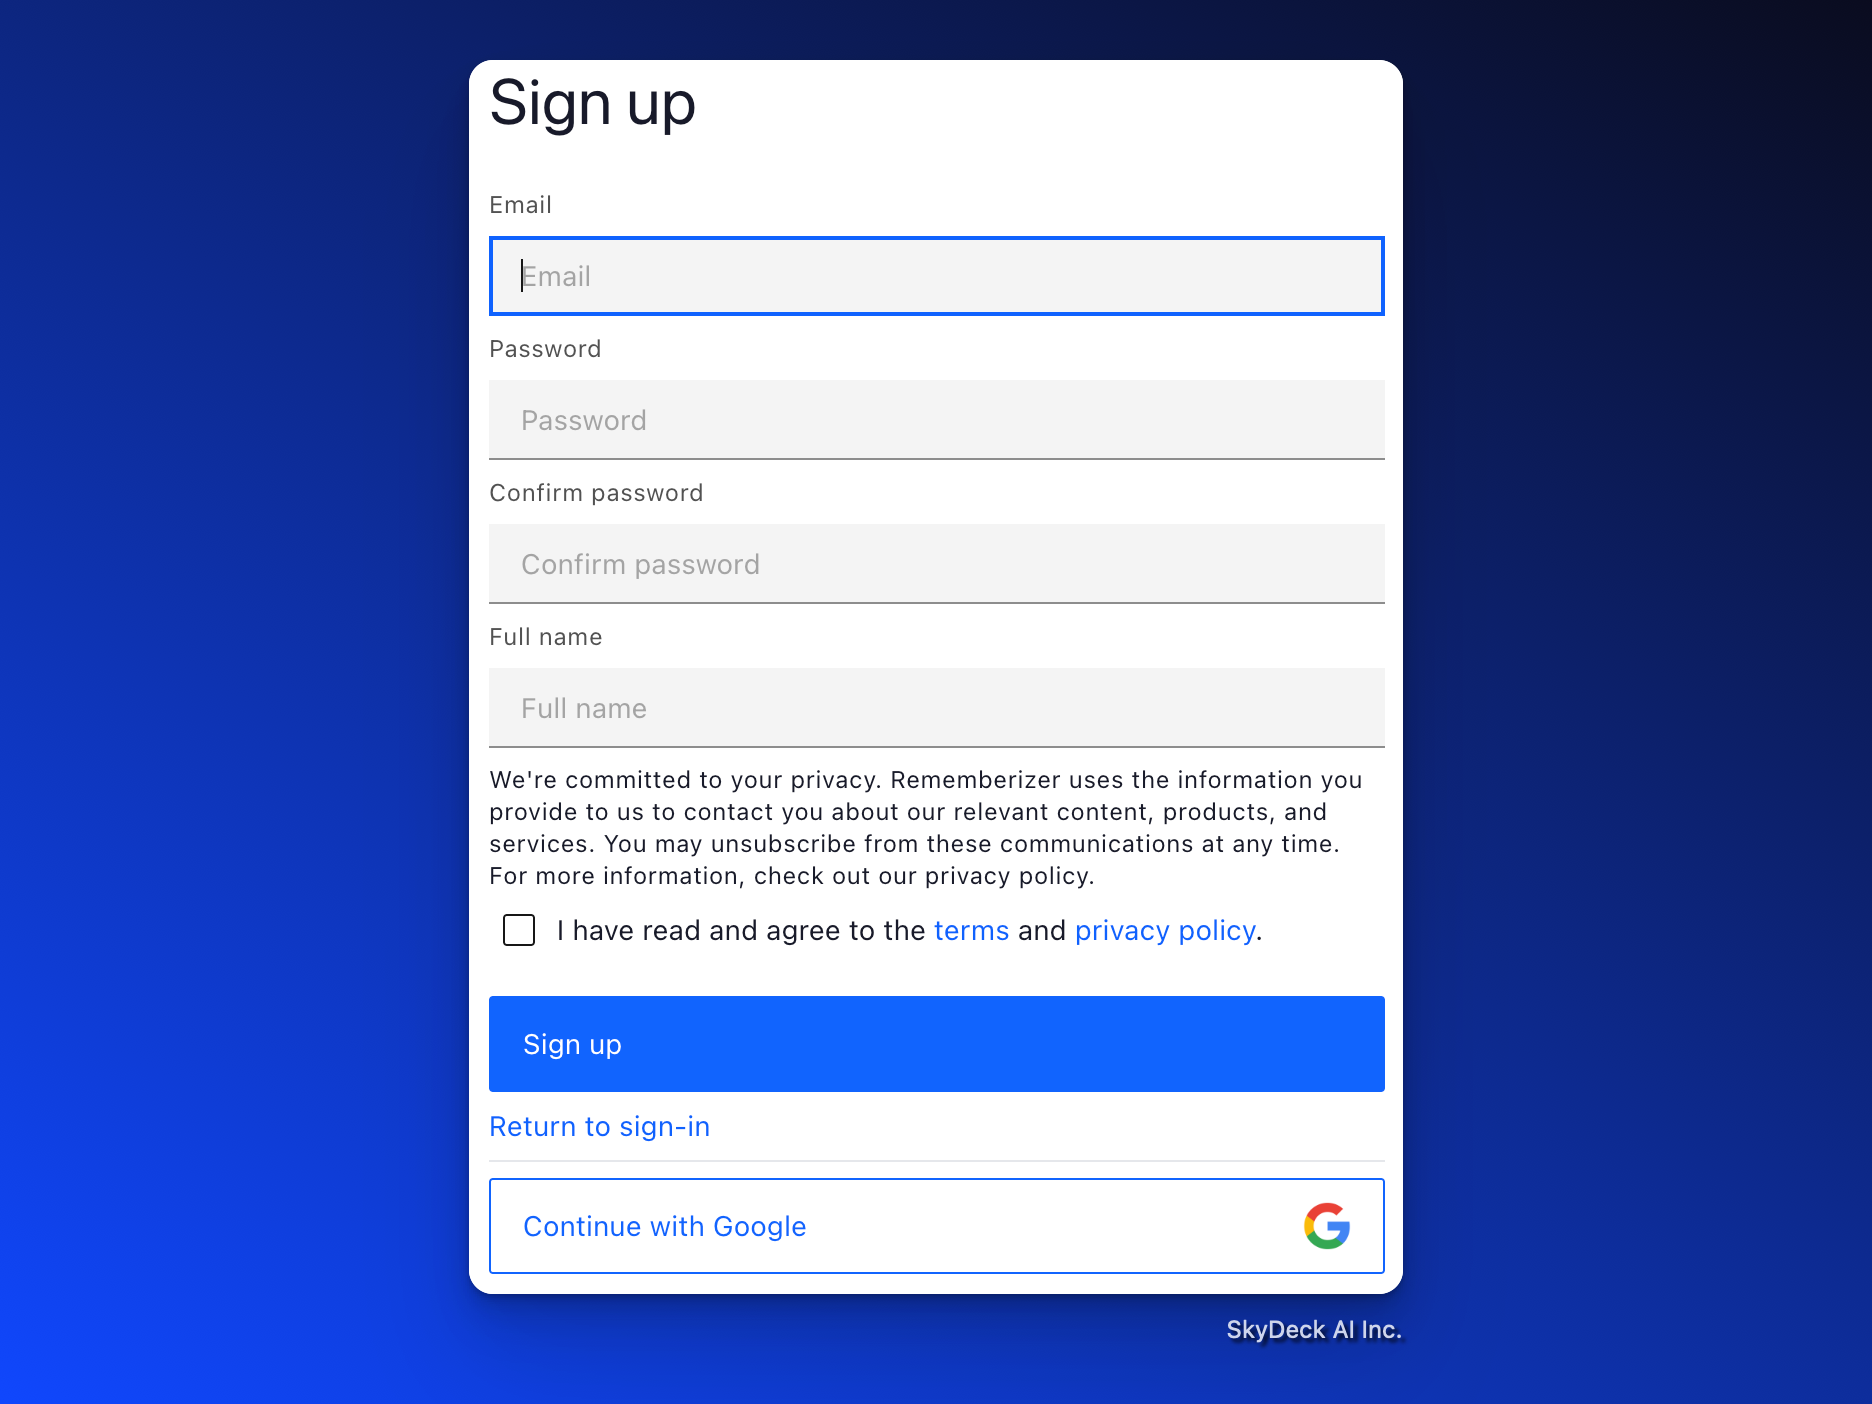 Sign up
Email
Email
Password
Password
Confirm password
Confirm password
Full name
Full name
We're committed to your privacy. Rememberizer uses the information you
provide to us to contact you about our relevant content, products, and
services. You may unsubscribe from these communications at any time.
For more information, check out our privacy policy.
I have read and agree to the terms and privacy policy.
Sign up
Return to sign-in
Continue with Google
SkyDeck AI Inc.